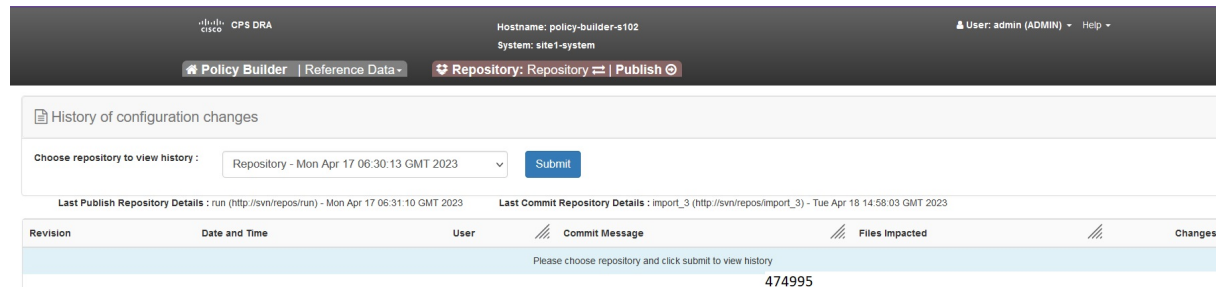 cisco CPS DRA
Hostname: policy-builder-s102
System: site1-system
User: admin (ADMIN) Help
Policy Builder | Reference Data
Repository: Repository | Publish
History of configuration changes
Choose repository to view history : Repository - Mon Apr 17 06:30:13 GMT 2023 Submit
Last Publish Repository Details : run (http://svn/repos/run) - Mon Apr 17 06:31:10 GMT 2023 Last Commit Repository Details : import_3 (http://svn/repos/import_3) - Tue Apr 18 14:58:03 GMT 2023
Revision Date and Time User Commit Message Files Impacted Changes
Please choose repository and click submit to view history
474995